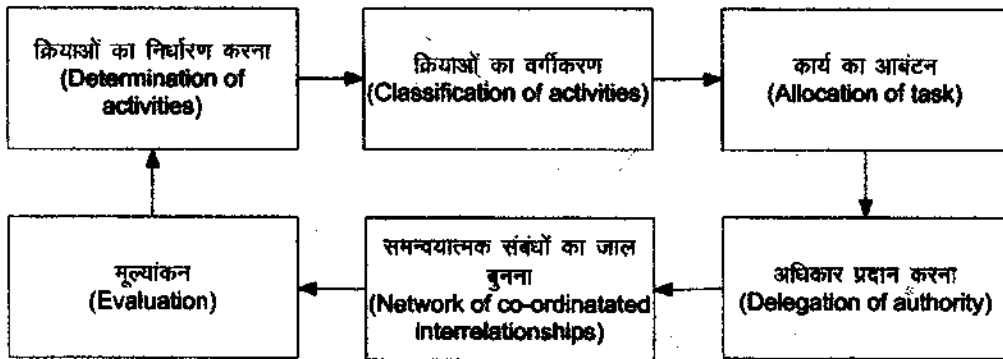 क्रियाओं का निर्धारण करना
(Determination of
activities)
क्रियाओं का वर्गीकरण
(Classification of activities)
कार्य का आबंटन
(Allocation of task)
अधिकार प्रदान करना
(Delegation of authority)
समन्वयात्मक संबंधों का जाल
बुनना
(Network of co-ordinatated
interrelationships)
मूल्यांकन
(Evaluation)